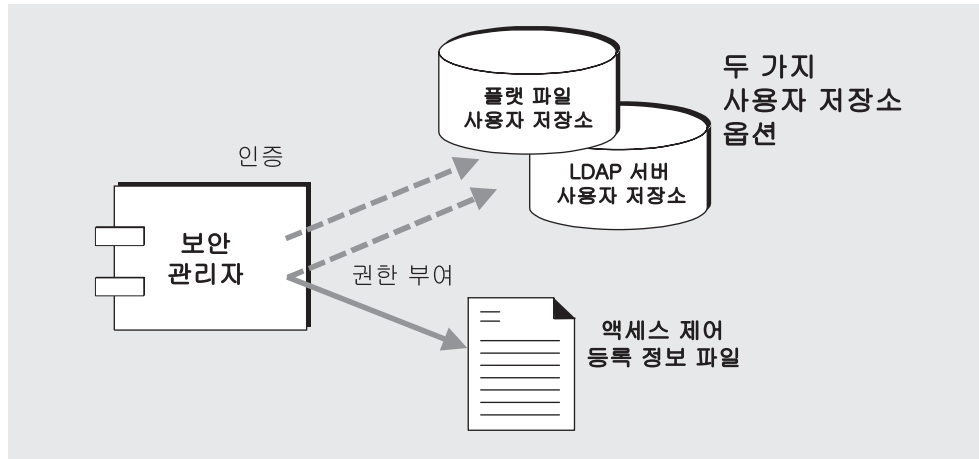 플랫 파일
사용자 저장소
두 가지
사용자 저장소
옵션
LDAP 서버
사용자 저장소
인증
보안
관리자
권한 부여
액세스 제어
등록 정보 파일